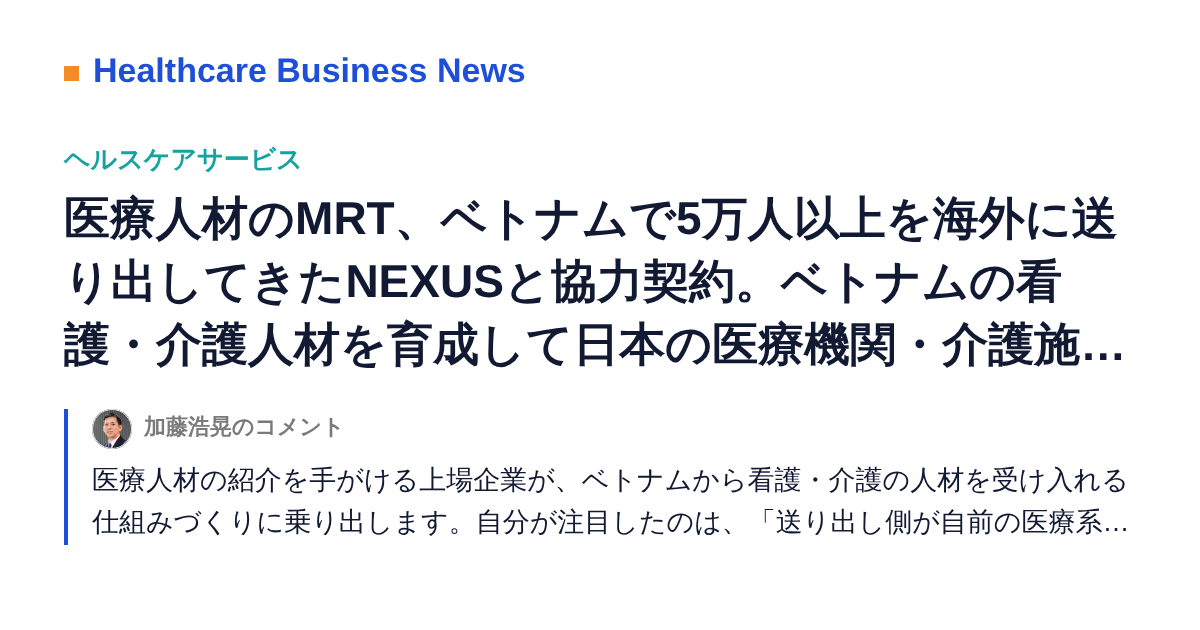 Healthcare Business News
ヘルスケアサービス
医療人材のMRT、ベトナムで5万人以上を海外に送
り出してきたNEXUSと協力契約。ベトナムの看
護・介護人材を育成して日本の医療機関・介護施…
加藤浩晃のコメント
医療人材の紹介を手がける上場企業が、ベトナムから看護・介護の人材を受け入れる
仕組みづくりに乗り出します。自分が注目したのは、「送り出し側が自前の医療系…